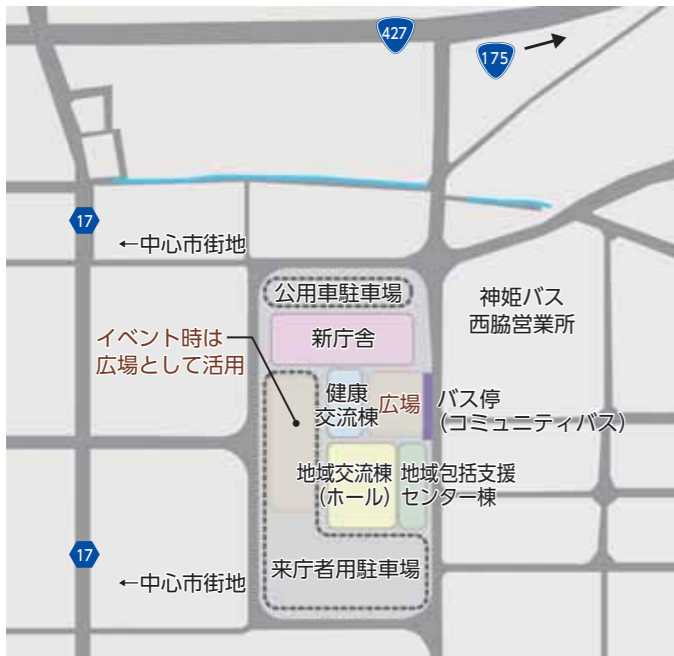 427
175
17
←中心市街地
公用車駐車場
神姫バス
西脇営業所
新庁舎
イベント時は
広場として活用
健康
交流棟
広場
バス停
(コミュニティバス)
地域交流棟
(ホール)
地域包括支援
センター棟
17
来庁者用駐車場
←中心市街地